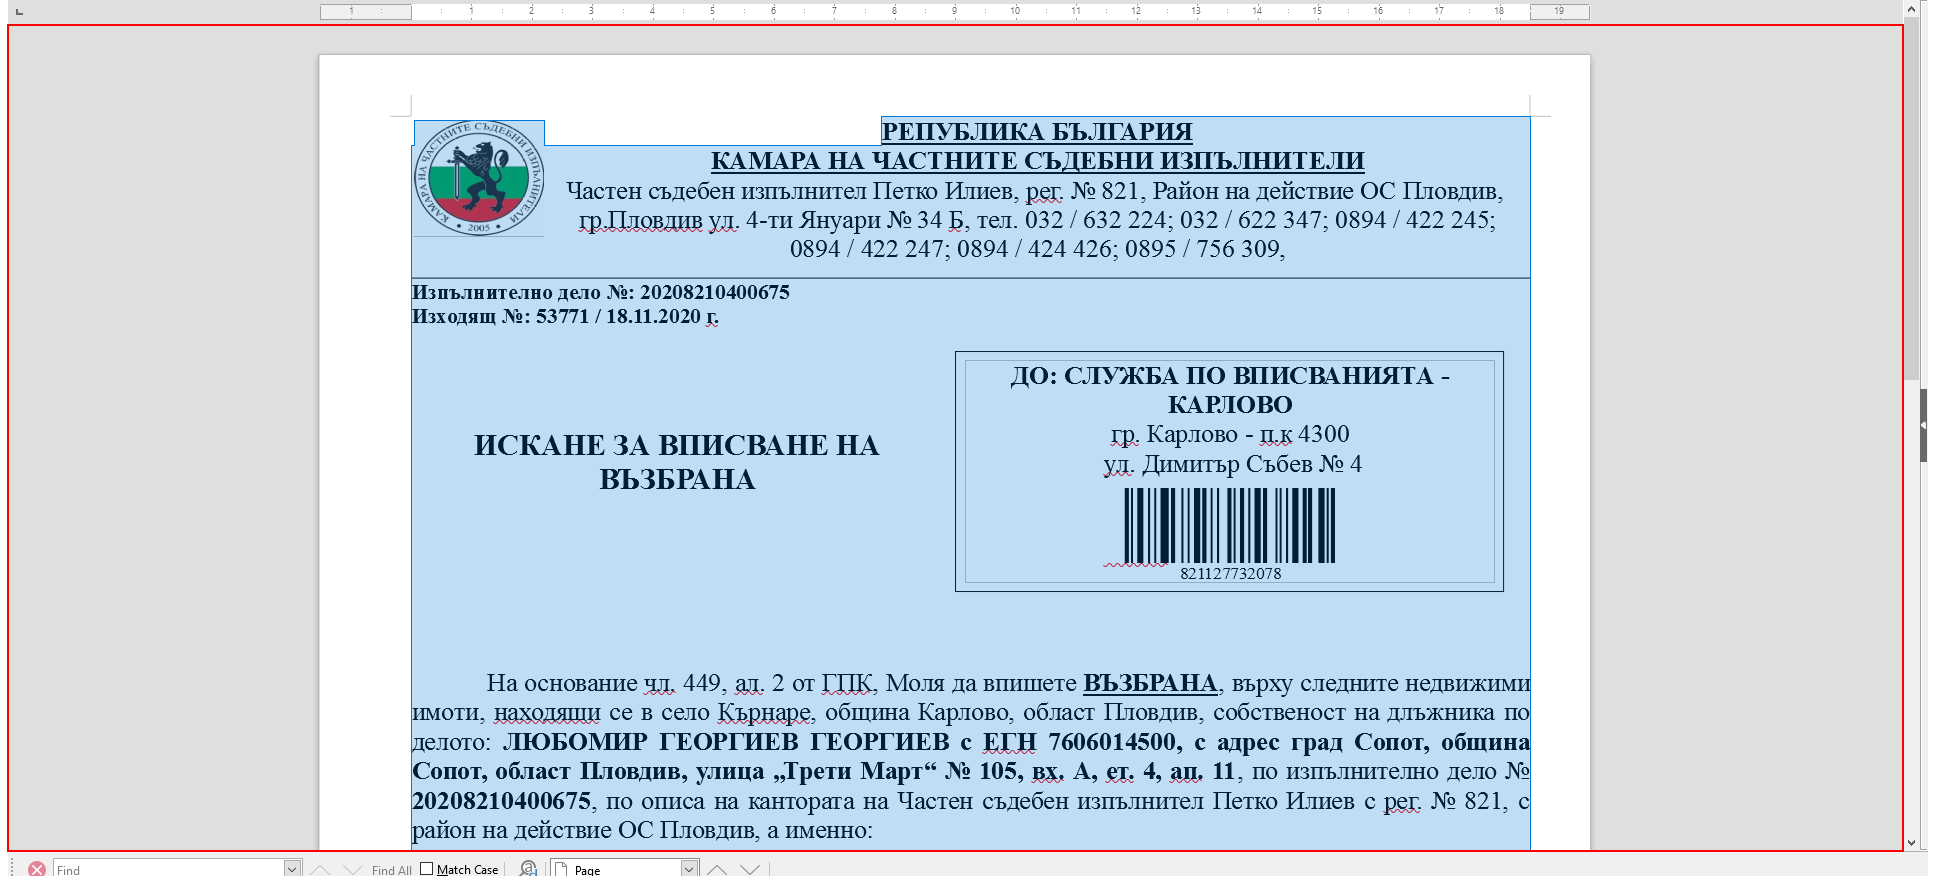 1 1 2 3 4 5 6 7 8 9 10 11 12 13 14 15 16 17 18 19
КАМАРА НА ЧАСТНИТЕ СЪДЕБНИ ИЗПЪЛНИТЕЛИ
• 2005 •
РЕПУБЛИКА БЪЛГАРИЯ
КАМАРА НА ЧАСТНИТЕ СЪДЕБНИ ИЗПЪЛНИТЕЛИ
Частен съдебен изпълнител Петко Илиев, рег. № 821, Район на действие ОС Пловдив,
гр.Пловдив ул. 4-ти Януари № 34 Б, тел. 032 / 632 224; 032 / 622 347; 0894 / 422 245;
0894 / 422 247; 0894 / 424 426; 0895 / 756 309,
Изпълнително дело №: 20208210400675
Изходящ №: 53771 / 18.11.2020 г.
ИСКАНЕ ЗА ВПИСВАНЕ НА
ВЪЗБРАНА
ДО: СЛУЖБА ПО ВПИСВАНИЯТА -
КАРЛОВО
гр. Карлово - п.к 4300
ул. Димитър Събев № 4
821127732078
На основание чл. 449, ал. 2 от ГПК, Моля да впишете ВЪЗБРАНА, върху следните недвижими
имоти, находящи се в село Кърнаре, община Карлово, област Пловдив, собственост на длъжника по
делото: ЛЮБОМИР ГЕОРГИЕВ ГЕОРГИЕВ с ЕГН 7606014500, с адрес град Сопот, община
Сопот, област Пловдив, улица „Трети Март“ № 105, вх. А, ет. 4, ап. 11, по изпълнително дело №
20208210400675, по описа на кантората на Частен съдебен изпълнител Петко Илиев с рег. № 821, с
район на действие ОС Пловдив, а именно:
Find Find All Match Case Page